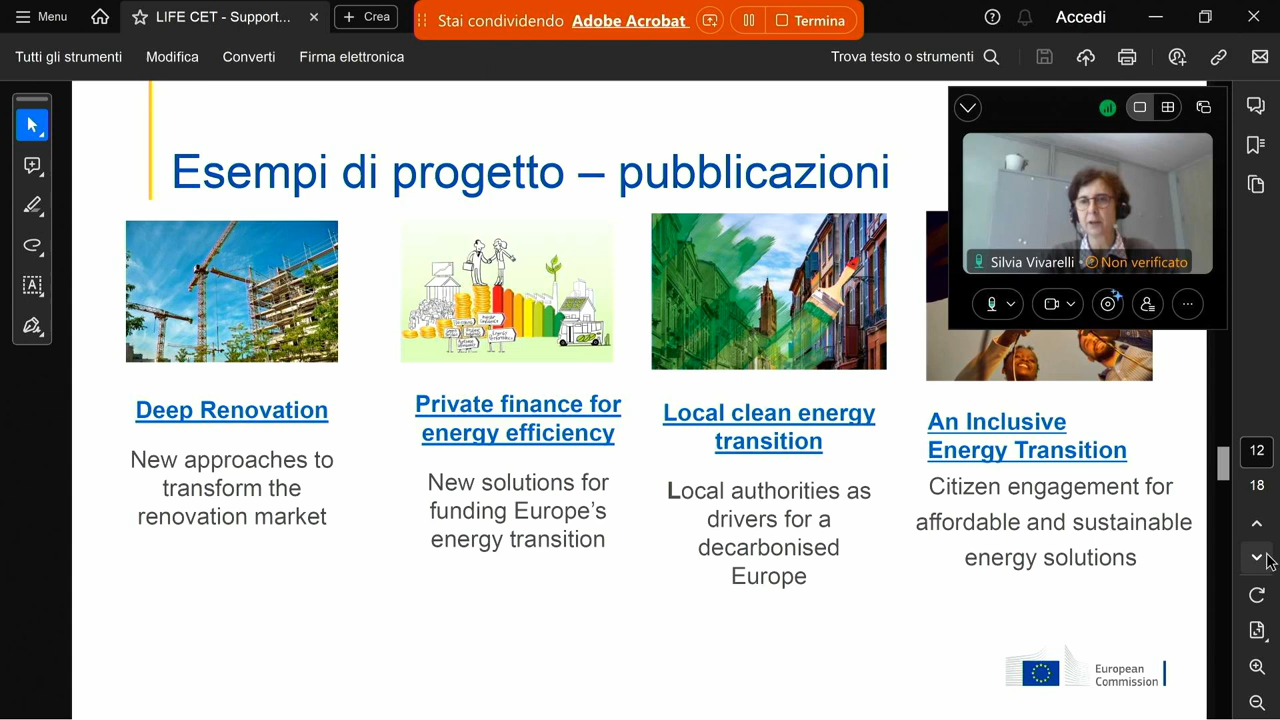 Menu
LIFE CET - Support...
Crea
Stai condividendo Adobe Acrobat
Termina
Accedi
Tutti gli strumenti
Modifica
Converti
Firma elettronica
Trova testo o strumenti
Esempi di progetto – pubblicazioni
Silvia Vivarelli
Non verificato
Deep Renovation
New approaches to
transform the
renovation market
Private finance for
energy efficiency
New solutions for
funding Europe's
energy transition
Local clean energy
transition
Local authorities as
drivers for a
decarbonised
Europe
An Inclusive
Energy Transition
Citizen engagement for
affordable and sustainable
energy solutions
12
18
European
Commission